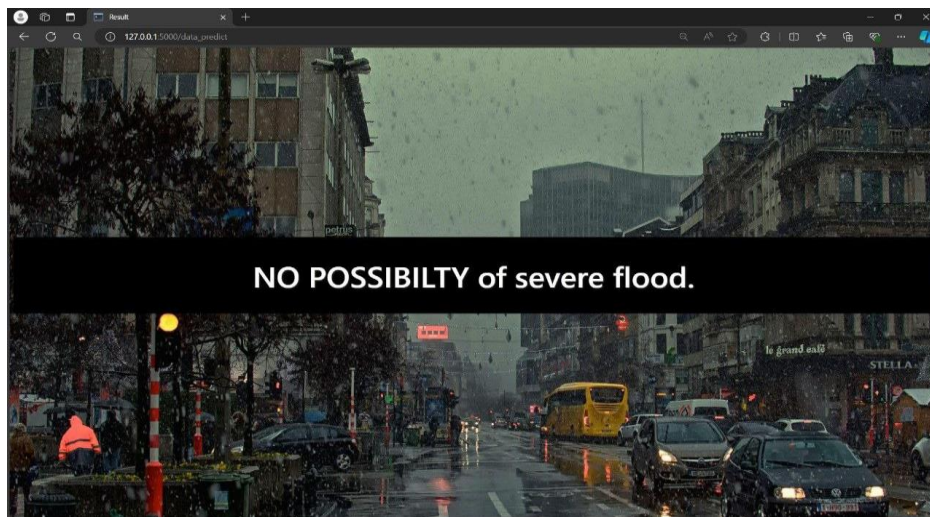 Result
127.0.0.1:5000/data_predict
petrus
NO POSSIBILTY of severe flood.
le grand café
STELLA